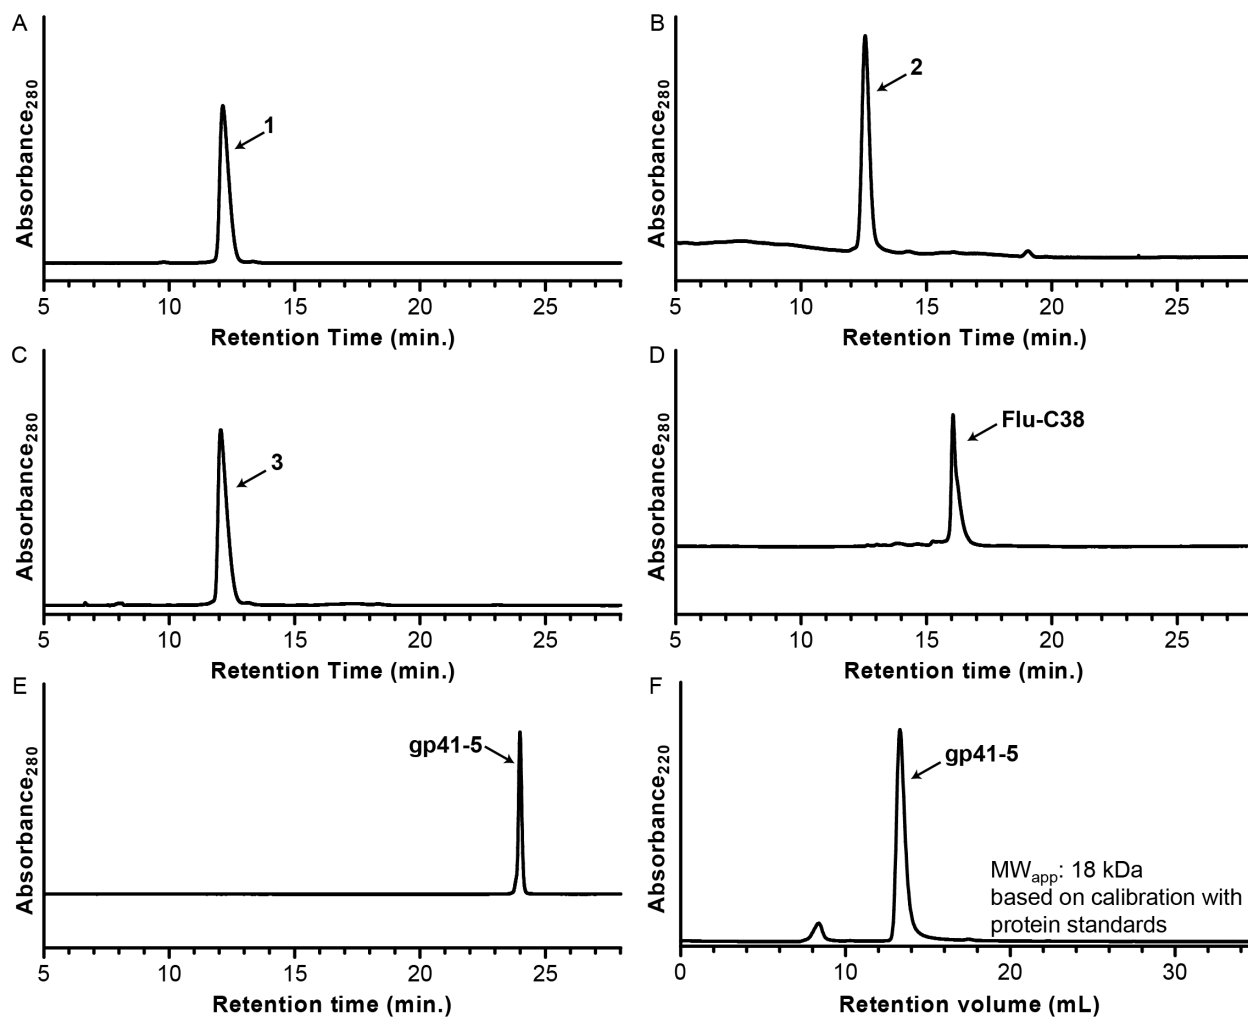 A
Absorbance280
1
5 10 15 20 25
Retention Time (min.)
B
Absorbance280
2
5 10 15 20 25
Retention Time (min.)
C
Absorbance280
3
5 10 15 20 25
Retention Time (min.)
D
Absorbance280
Flu-C38
5 10 15 20 25
Retention time (min.)
E
Absorbance280
gp41-5
5 10 15 20 25
Retention time (min.)
F
Absorbance220
gp41-5
MWapp: 18 kDa
based on calibration with
protein standards
0 10 20 30
Retention volume (mL)